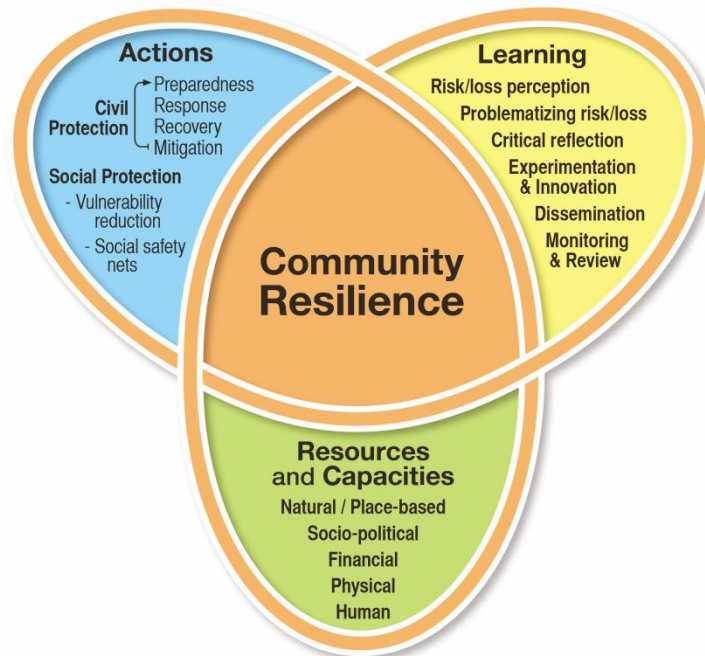 Actions
Civil
Protection
Preparedness
Response
Recovery
Mitigation
Social Protection
- Vulnerability
reduction
- Social safety
nets
Learning
Risk/loss perception
Problematizing risk/loss
Critical reflection
Experimentation
& Innovation
Dissemination
Monitoring
& Review
Community
Resilience
Resources
and Capacities
Natural / Place-based
Socio-political
Financial
Physical
Human